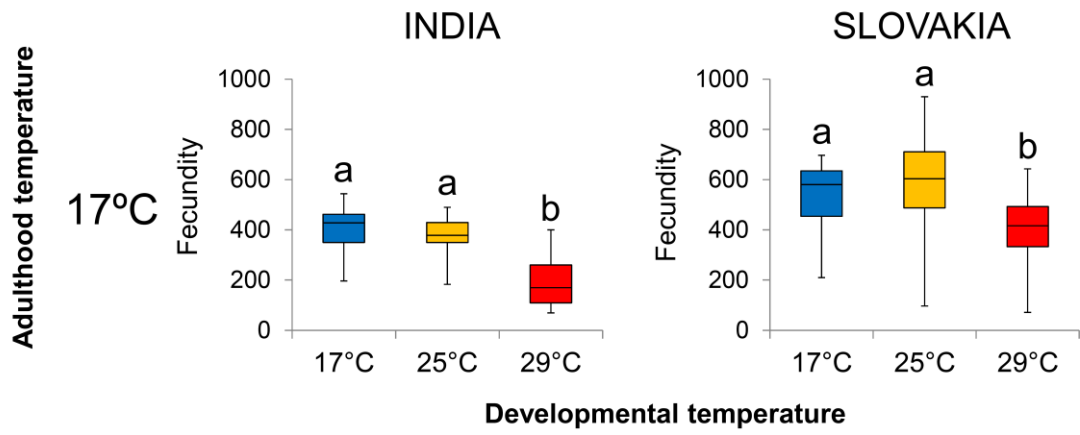 INDIA
SLOVAKIA
Adulthood temperature
17ºC
Fecundity
1000
800
600
400
200
0
a
a
b
17°C
25°C
29°C
Fecundity
1000
800
600
400
200
0
a
a
b
17°C
25°C
29°C
Developmental temperature